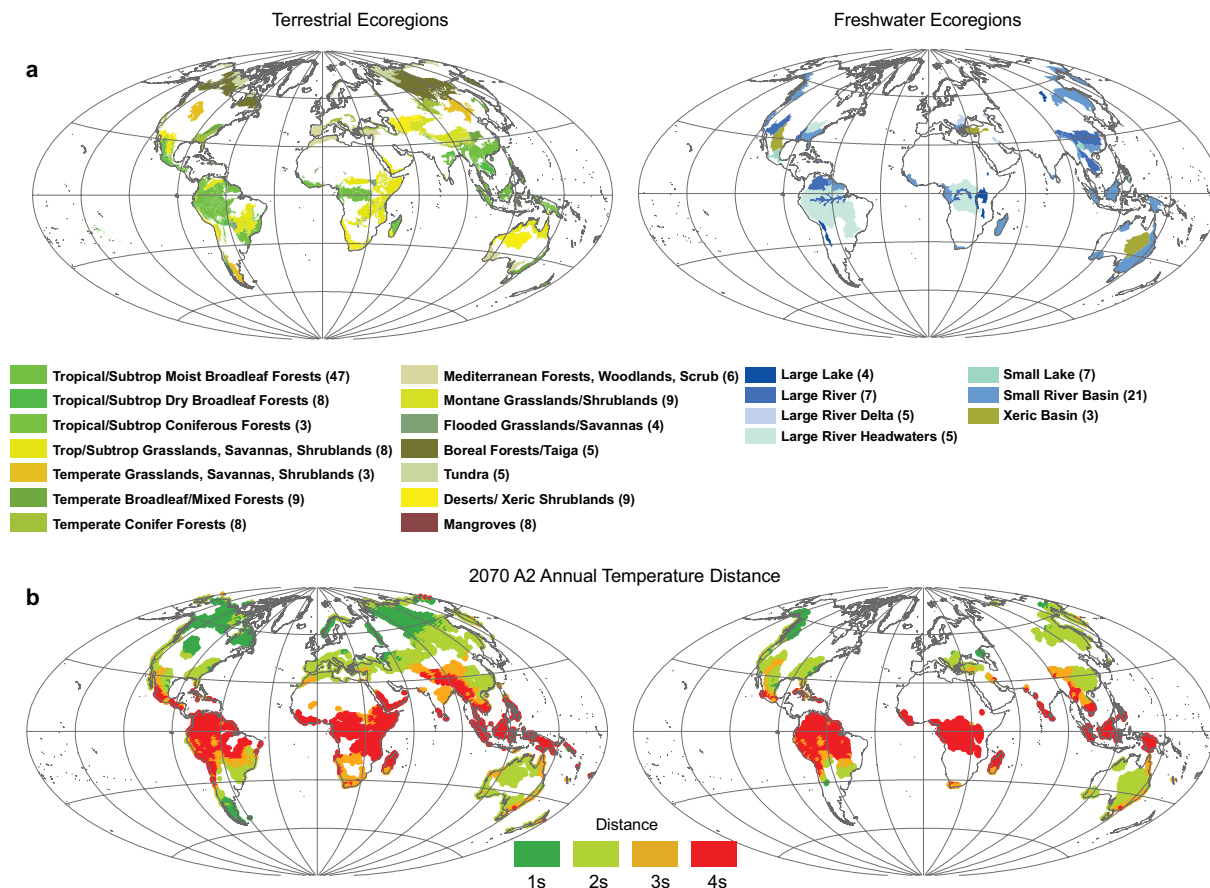 Terrestrial Ecoregions
Freshwater Ecoregions
a
Tropical/Subtrop Moist Broadleaf Forests (47)
Tropical/Subtrop Dry Broadleaf Forests (8)
Tropical/Subtrop Coniferous Forests (3)
Trop/Subtrop Grasslands, Savannas, Shrublands (8)
Temperate Grasslands, Savannas, Shrublands (3)
Temperate Broadleaf/Mixed Forests (9)
Temperate Conifer Forests (8)
Mediterranean Forests, Woodlands, Scrub (6)
Montane Grasslands/Shrublands (9)
Flooded Grasslands/Savannas (4)
Boreal Forests/Taiga (5)
Tundra (5)
Deserts/ Xeric Shrublands (9)
Mangroves (8)
Large Lake (4)
Large River (7)
Large River Delta (5)
Large River Headwaters (5)
Small Lake (7)
Small River Basin (21)
Xeric Basin (3)
2070 A2 Annual Temperature Distance
b
Distance
1s 2s 3s 4s